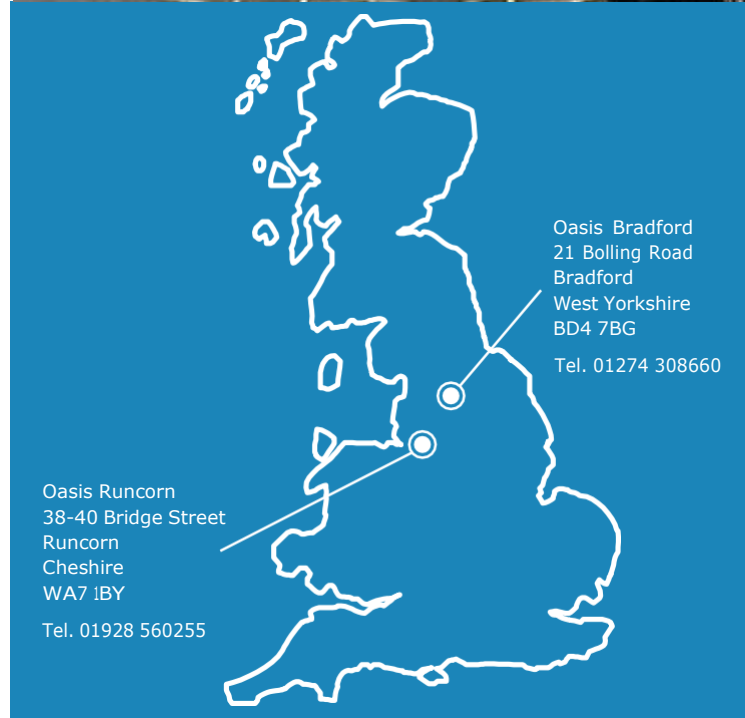 Oasis Bradford
21 Bolling Road
Bradford
West Yorkshire
BD4 7BG
Tel. 01274 308660
Oasis Runcorn
38-40 Bridge Street
Runcorn
Cheshire
WA7 1BY
Tel. 01928 560255